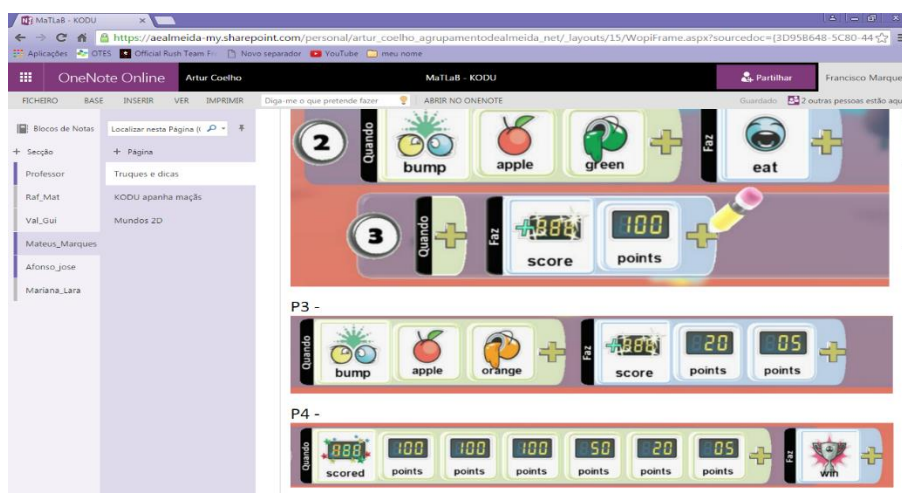 MaTLaB - KODU
https://aealmeida-my.sharepoint.com/personal/artur_coelho_agrupamentodealmeida_net/_layouts/15/WopiFrame.aspx?sourcedoc={3D95B648-5C80-44
Aplicações OTES Official Rush Team Fr Novo separador YouTube meu nome
OneNote Online Artur Coelho MaTLaB - KODU Partilhar Francisco Marque
FICHEIRO BASE INSERIR VER IMPRIMIR Diga-me o que pretende fazer ABRIR NO ONENOTE Guardado 2 outras pessoas estão aqu
Blocos de Notas
+ Secção
Professor
Raf_Mat
Val_Gui
Mateus_Marques
Afonso_jose
Mariana_Lara
Localizar nesta Página (
+ Página
Truques e dicas
KODU apanha maçãs
Mundos 2D
2 Quando bump apple green Faz eat
3 Quando Faz score 100 points
P3 -
Quando bump apple orange Faz score 20 points 05 points
P4 -
Quando scored 100 points 100 points 100 points 50 points 20 points 05 points Faz win